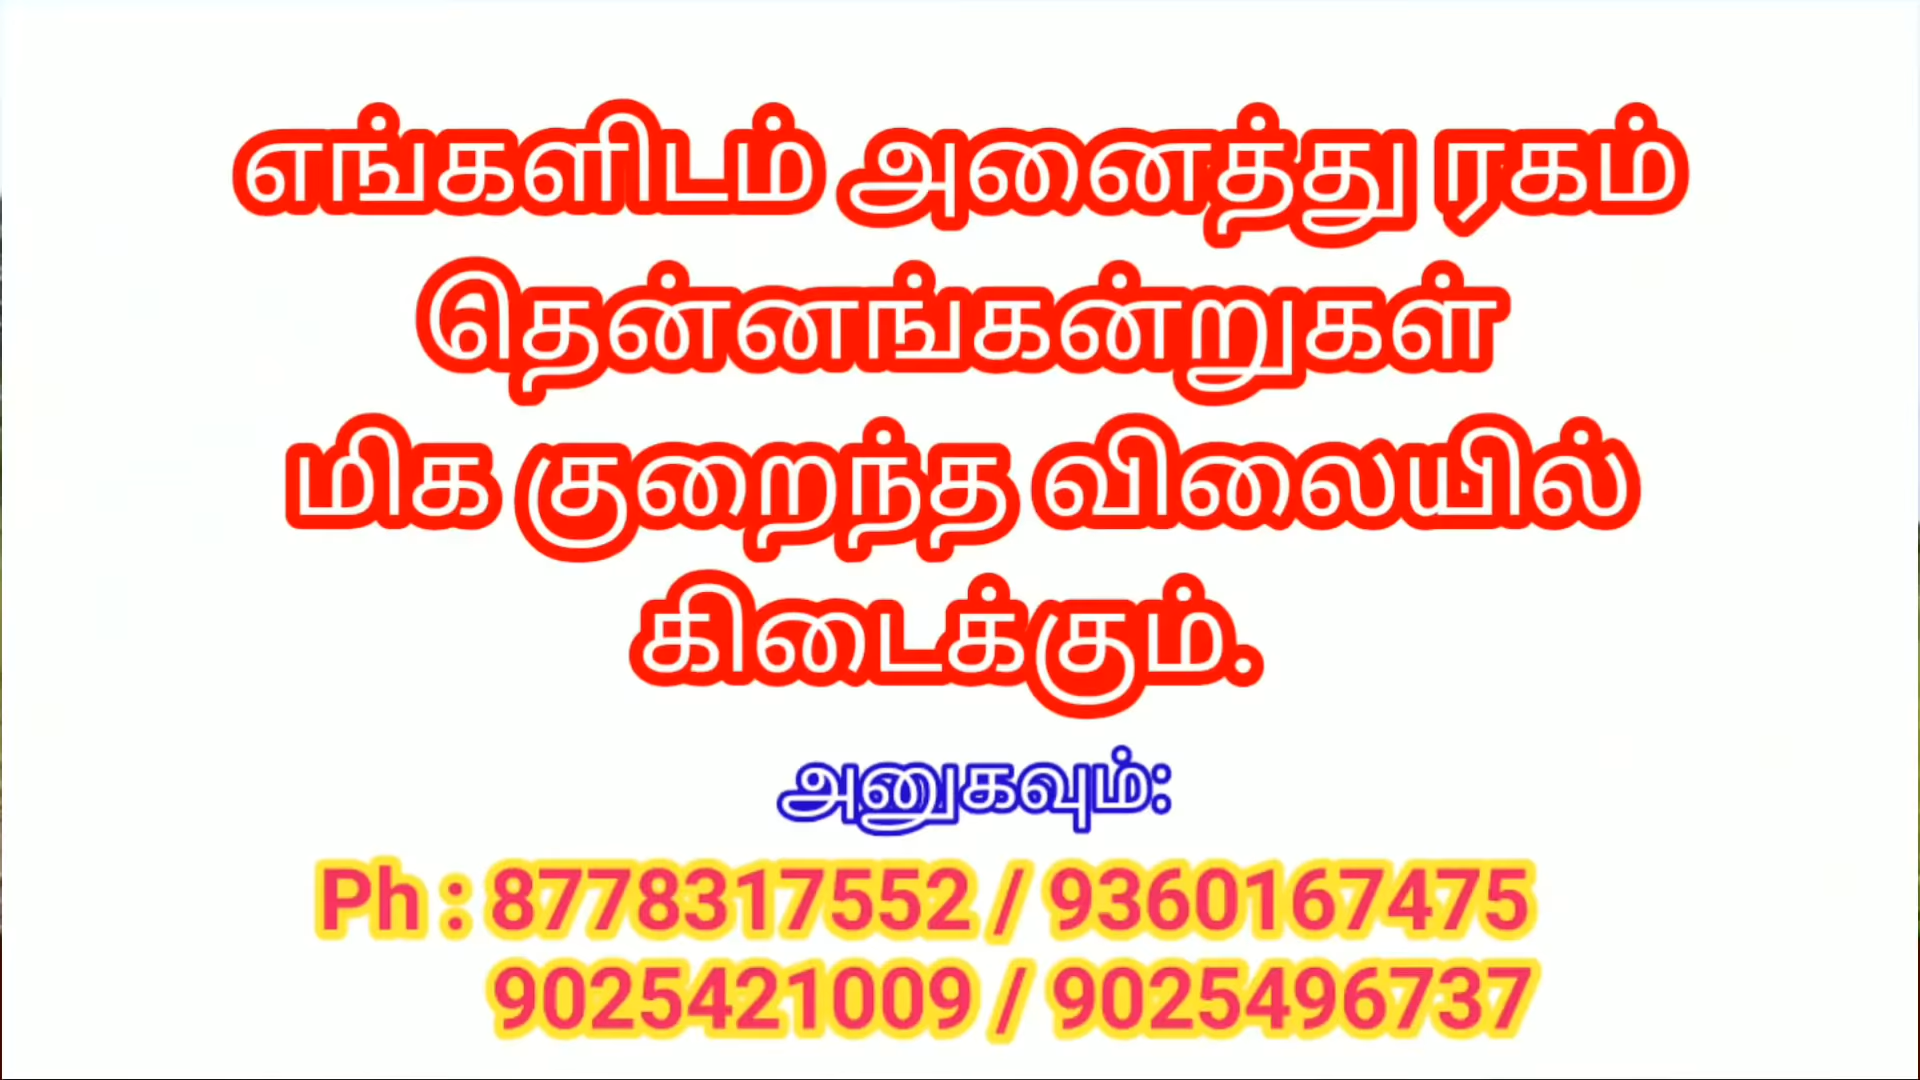 எங்களிடம் அனைத்து ரகம்
தென்னங்கன்றுகள்
மிக குறைந்த விலையில்
கிடைக்கும்.
அனுகவும்:
Ph : 8778317552 / 9360167475
9025421009 / 9025496737